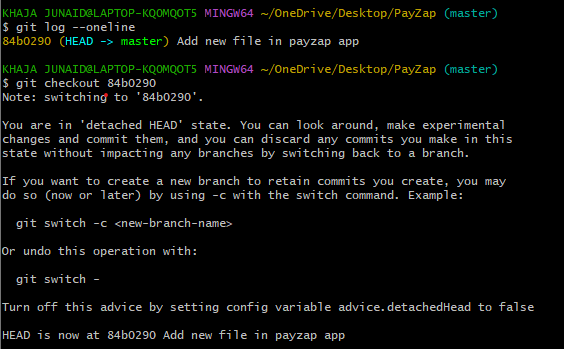 KHAJA JUNAID@LAPTOP-KQOMQOT5 MINGW64 ~/OneDrive/Desktop/PayZap (master)
$ git log --oneline
84b0290 (HEAD -> master) Add new file in payzap app
KHAJA JUNAID@LAPTOP-KQOMQOT5 MINGW64 ~/OneDrive/Desktop/PayZap (master)
$ git checkout 84b0290
Note: switching to '84b0290'.
You are in 'detached HEAD' state. You can look around, make experimental
changes and commit them, and you can discard any commits you make in this
state without impacting any branches by switching back to a branch.
If you want to create a new branch to retain commits you create, you may
do so (now or later) by using -c with the switch command. Example:
git switch -c <new-branch-name>
Or undo this operation with:
git switch -
Turn off this advice by setting config variable advice.detachedHead to false
HEAD is now at 84b0290 Add new file in payzap app